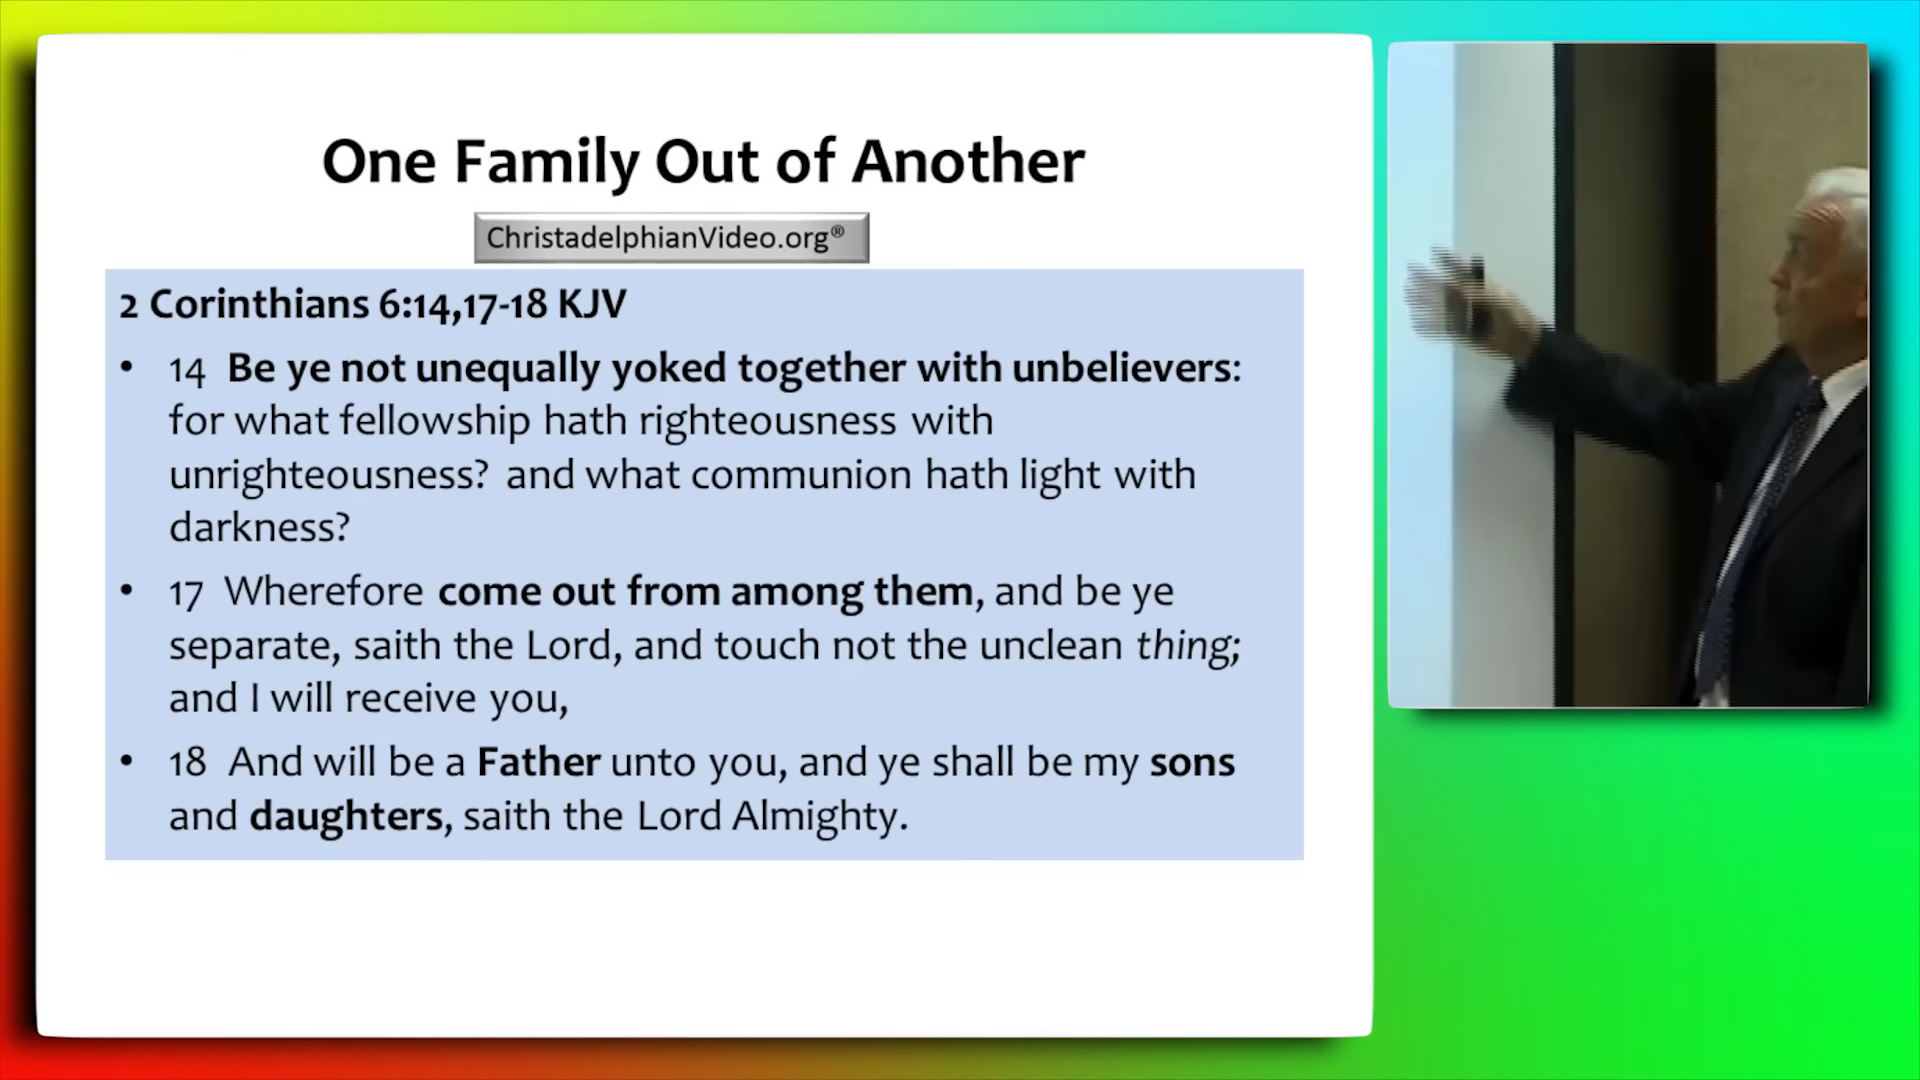 One Family Out of Another
ChristadelphianVideo.org®
2 Corinthians 6:14,17-18 KJV
• 14 Be ye not unequally yoked together with unbelievers:
for what fellowship hath righteousness with
unrighteousness? and what communion hath light with
darkness?
• 17 Wherefore come out from among them, and be ye
separate, saith the Lord, and touch not the unclean thing;
and I will receive you,
• 18 And will be a Father unto you, and ye shall be my sons
and daughters, saith the Lord Almighty.